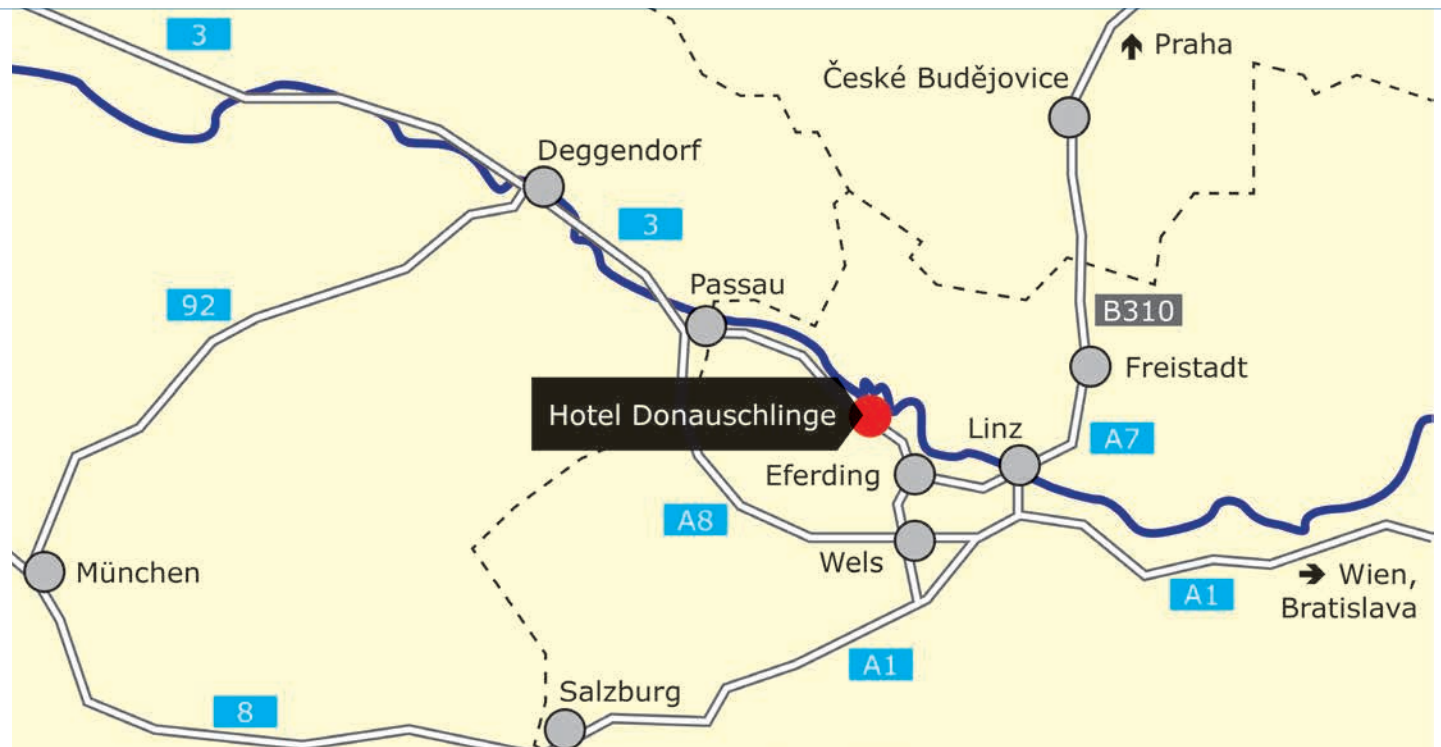 3
Praha
České Budějovice
Deggendorf
3
Passau
92
B310
Freistadt
Hotel Donauschlinge
Linz
A7
Eferding
A8
Wels
München
Wien,
A1
Bratislava
A1
Salzburg
8